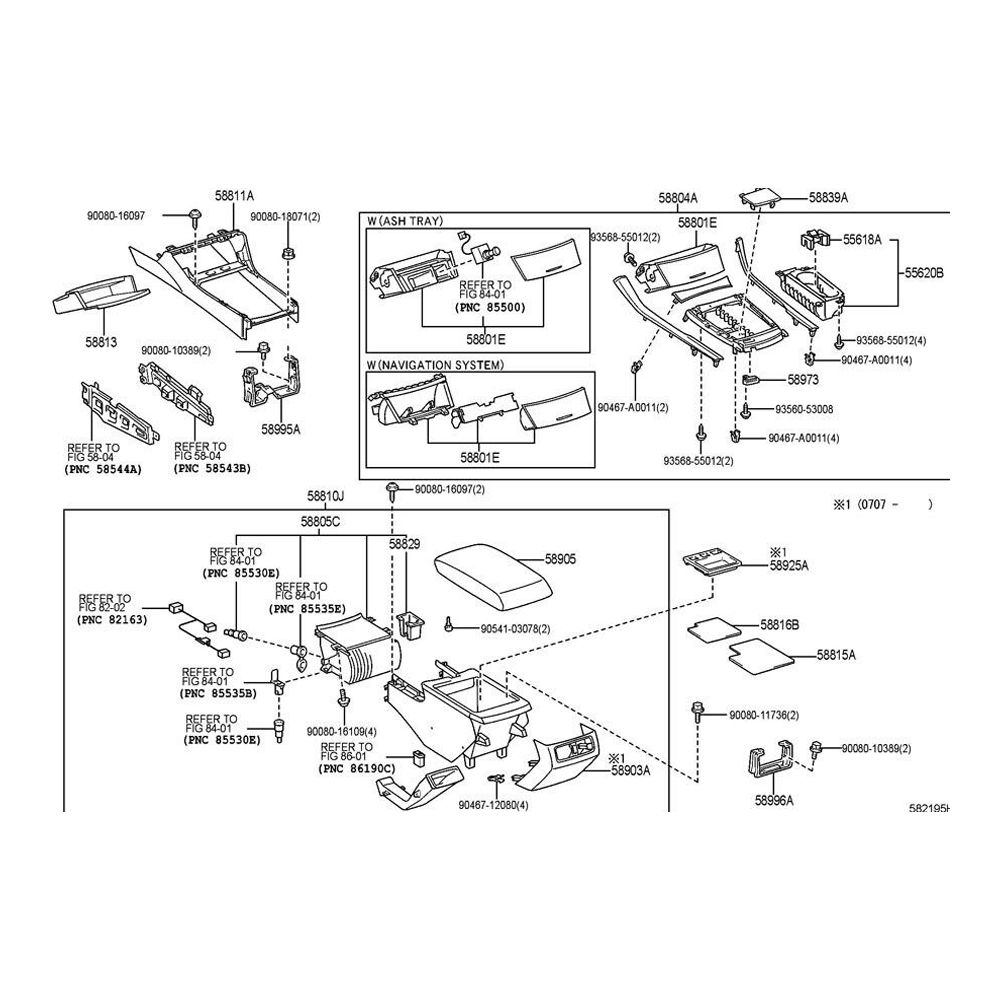 58811A
90080-16097
90080-18071(2)
58813
90080-10389(2)
58995A
REFER TO
FIG 58-04
(PNC 58544A)
REFER TO
FIG 58-04
(PNC 58543B)
58804A
58839A
W(ASH TRAY)
REFER TO
FIG 84-01
(PNC 85500)
58801E
W(NAVIGATION SYSTEM)
58801E
58801E
93568-55012(2)
55618A
55620B
93568-55012(4)
90467-A0011(4)
58973
90467-A0011(2)
93560-53008
90467-A0011(4)
93568-55012(2)
90080-16097(2)
※1 (0707 - )
58810J
58805C
58829
REFER TO
FIG 84-01
(PNC 85530E)
REFER TO
FIG 84-01
(PNC 85535E)
REFER TO
FIG 82-02
(PNC 82163)
58905
90541-03078(2)
REFER TO
FIG 84-01
(PNC 85535B)
REFER TO
FIG 84-01
(PNC 85530E)
90080-16109(4)
REFER TO
FIG 86-01
(PNC 86190C)
90467-12080(4)
※1
58903A
※1
58925A
58816B
58815A
90080-11736(2)
90080-10389(2)
58996A
582195H